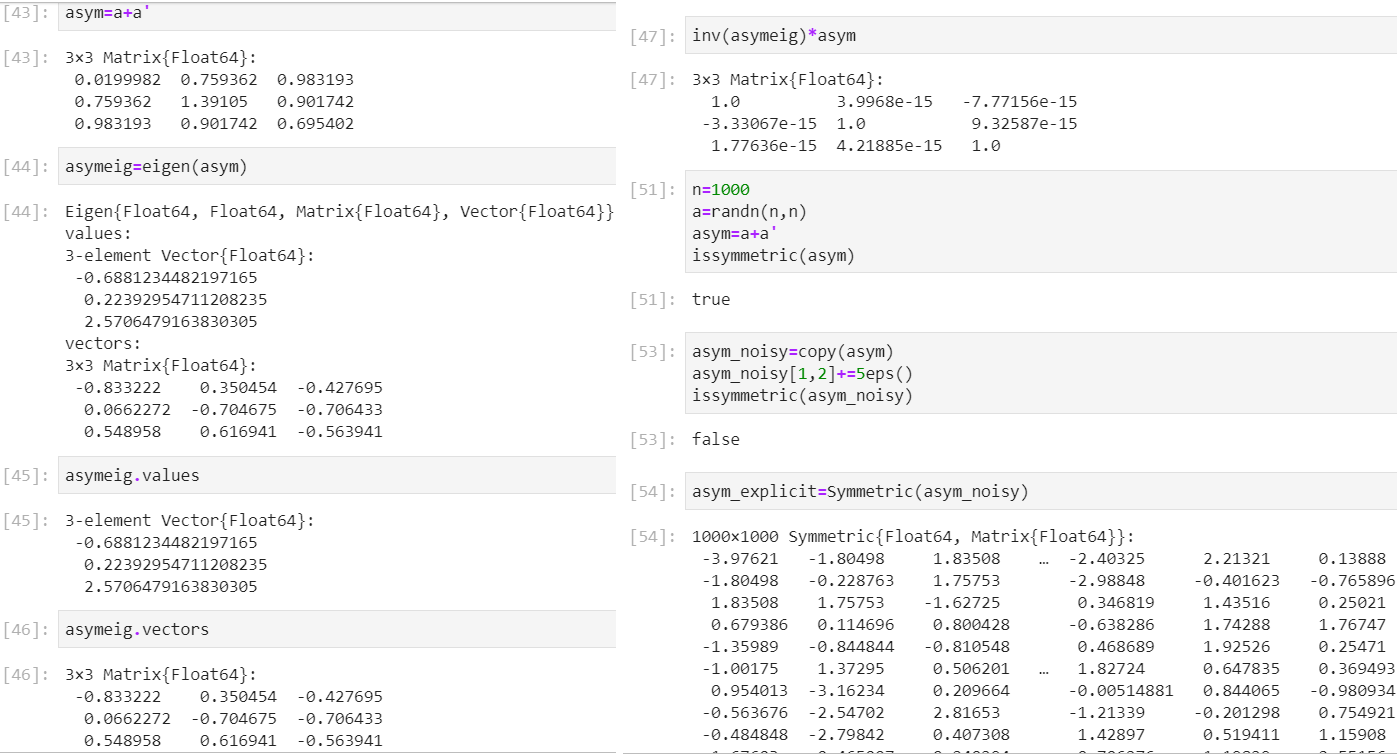 [43]: asym=a+a'
[43]: 3×3 Matrix{Float64}:
0.0199982 0.759362 0.983193
0.759362 1.39105 0.901742
0.983193 0.901742 0.695402
[44]: asymeig=eigen(asym)
[44]: Eigen{Float64, Float64, Matrix{Float64}, Vector{Float64}}
values:
3-element Vector{Float64}:
-0.6881234482197165
0.22392954711208235
2.5706479163830305
vectors:
3×3 Matrix{Float64}:
-0.833222 0.350454 -0.427695
0.0662272 -0.704675 -0.706433
0.548958 0.616941 -0.563941
[45]: asymeig.values
[45]: 3-element Vector{Float64}:
-0.6881234482197165
0.22392954711208235
2.5706479163830305
[46]: asymeig.vectors
[46]: 3×3 Matrix{Float64}:
-0.833222 0.350454 -0.427695
0.0662272 -0.704675 -0.706433
0.548958 0.616941 -0.563941
[47]: inv(asymeig)*asym
[47]: 3×3 Matrix{Float64}:
1.0 3.9968e-15 -7.77156e-15
-3.33067e-15 1.0 9.32587e-15
1.77636e-15 4.21885e-15 1.0
[51]: n=1000
a=randn(n,n)
asym=a+a'
issymmetric(asym)
[51]: true
[53]: asym_noisy=copy(asym)
asym_noisy[1,2]+=5eps()
issymmetric(asym_noisy)
[53]: false
[54]: asym_explicit=Symmetric(asym_noisy)
[54]: 1000×1000 Symmetric{Float64, Matrix{Float64}}:
-3.97621 -1.80498 1.83508 … -2.40325 2.21321 0.13888
-1.80498 -0.228763 1.75753 -2.98848 -0.401623 -0.765896
1.83508 1.75753 -1.62725 0.346819 1.43516 0.25021
0.679386 0.114696 0.800428 -0.638286 1.74288 1.76747
-1.35989 -0.844844 -0.810548 0.468689 1.92526 0.25471
-1.00175 1.37295 0.506201 … 1.82724 0.647835 0.369493
0.954013 -3.16234 0.209664 -0.00514881 0.844065 -0.980934
-0.563676 -2.54702 2.81653 -1.21339 -0.201298 0.754921
-0.484848 -2.79842 0.407308 1.42897 0.519411 1.15908